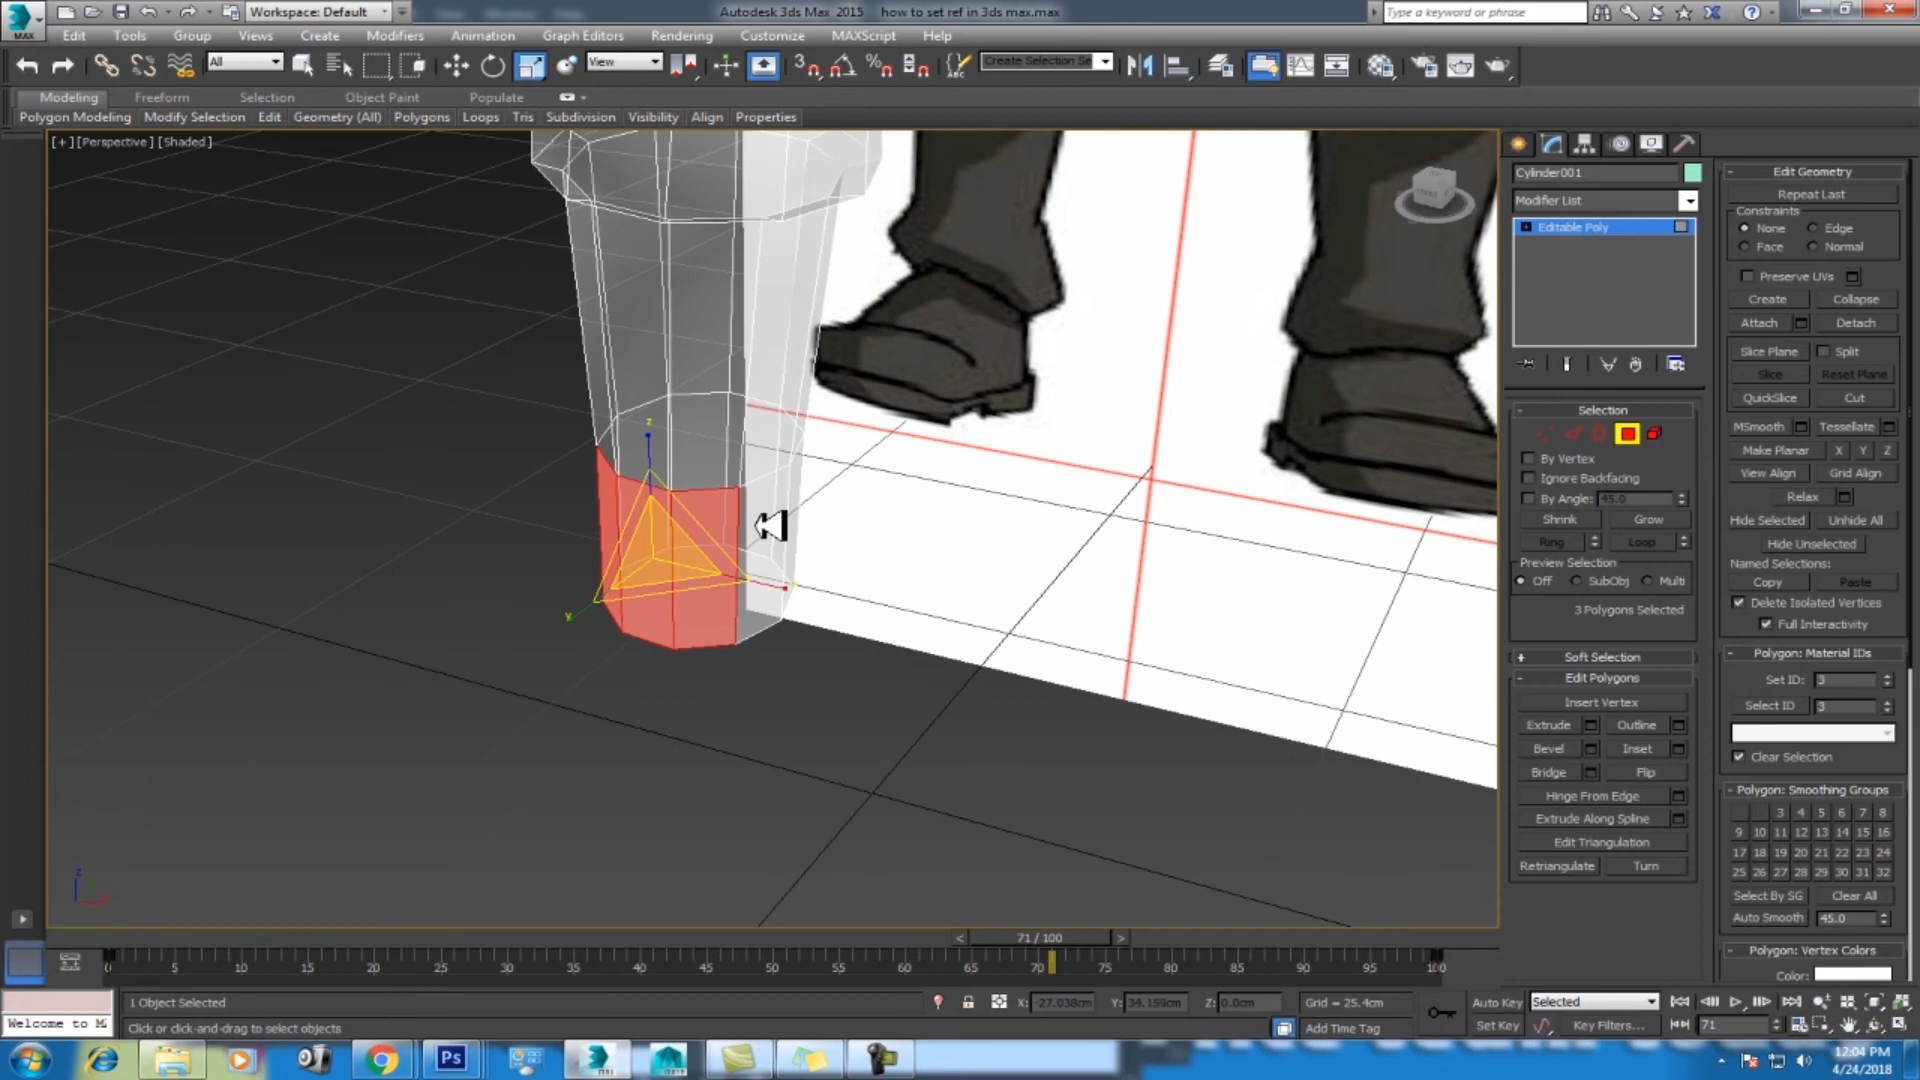 Workspace: Default
Autodesk 3ds Max 2015 how to set ref in 3ds max.max
Type a keyword or phrase
MAX
Edit Tools Group Views Create Modifiers Animation Graph Editors Rendering Customize MAXScript Help
All
View
Create Selection Se
Modeling Freeform Selection Object Paint Populate
Polygon Modeling Modify Selection Edit Geometry (All) Polygons Loops Tris Subdivision Visibility Align Properties
[+] [Perspective] [Shaded]
Cylinder001
Modifier List
Editable Poly
Selection
By Vertex
Ignore Backfacing
By Angle: 45.0
Shrink Grow
Ring Loop
Preview Selection
Off SubObj Multi
3 Polygons Selected
Soft Selection
Edit Polygons
Insert Vertex
Extrude Outline
Bevel Inset
Bridge Flip
Hinge From Edge
Extrude Along Spline
Edit Triangulation
Retriangulate Turn
Edit Geometry
Repeat Last
Constraints
None Edge
Face Normal
Preserve UVs
Create Collapse
Attach Detach
Slice Plane Split
Slice Reset Plane
QuickSlice Cut
MSmooth Tessellate
Make Planar X Y Z
View Align Grid Align
Relax
Hide Selected Unhide All
Hide Unselected
Named Selections:
Copy Paste
Delete Isolated Vertices
Full Interactivity
Polygon: Material IDs
Set ID: 3
Select ID 3
Clear Selection
Polygon: Smoothing Groups
3 4 5 6 7 8
9 10 11 12 13 14 15 16
17 18 19 20 21 22 23 24
25 26 27 28 29 30 31 32
Select By SG Clear All
Auto Smooth 45.0
Polygon: Vertex Colors
Color:
z
y
z
< 71 / 100 >
0 5 10 15 20 25 30 35 40 45 50 55 60 65 70 75 80 85 90 95 100
1 Object Selected
X: -27.038cm Y: 34.159cm Z: 0.0cm Grid = 25.4cm
Auto Key Selected
Welcome to M
Click or click-and-drag to select objects
Add Time Tag
Set Key Key Filters... 71
Ps
12:04 PM
4/24/2018